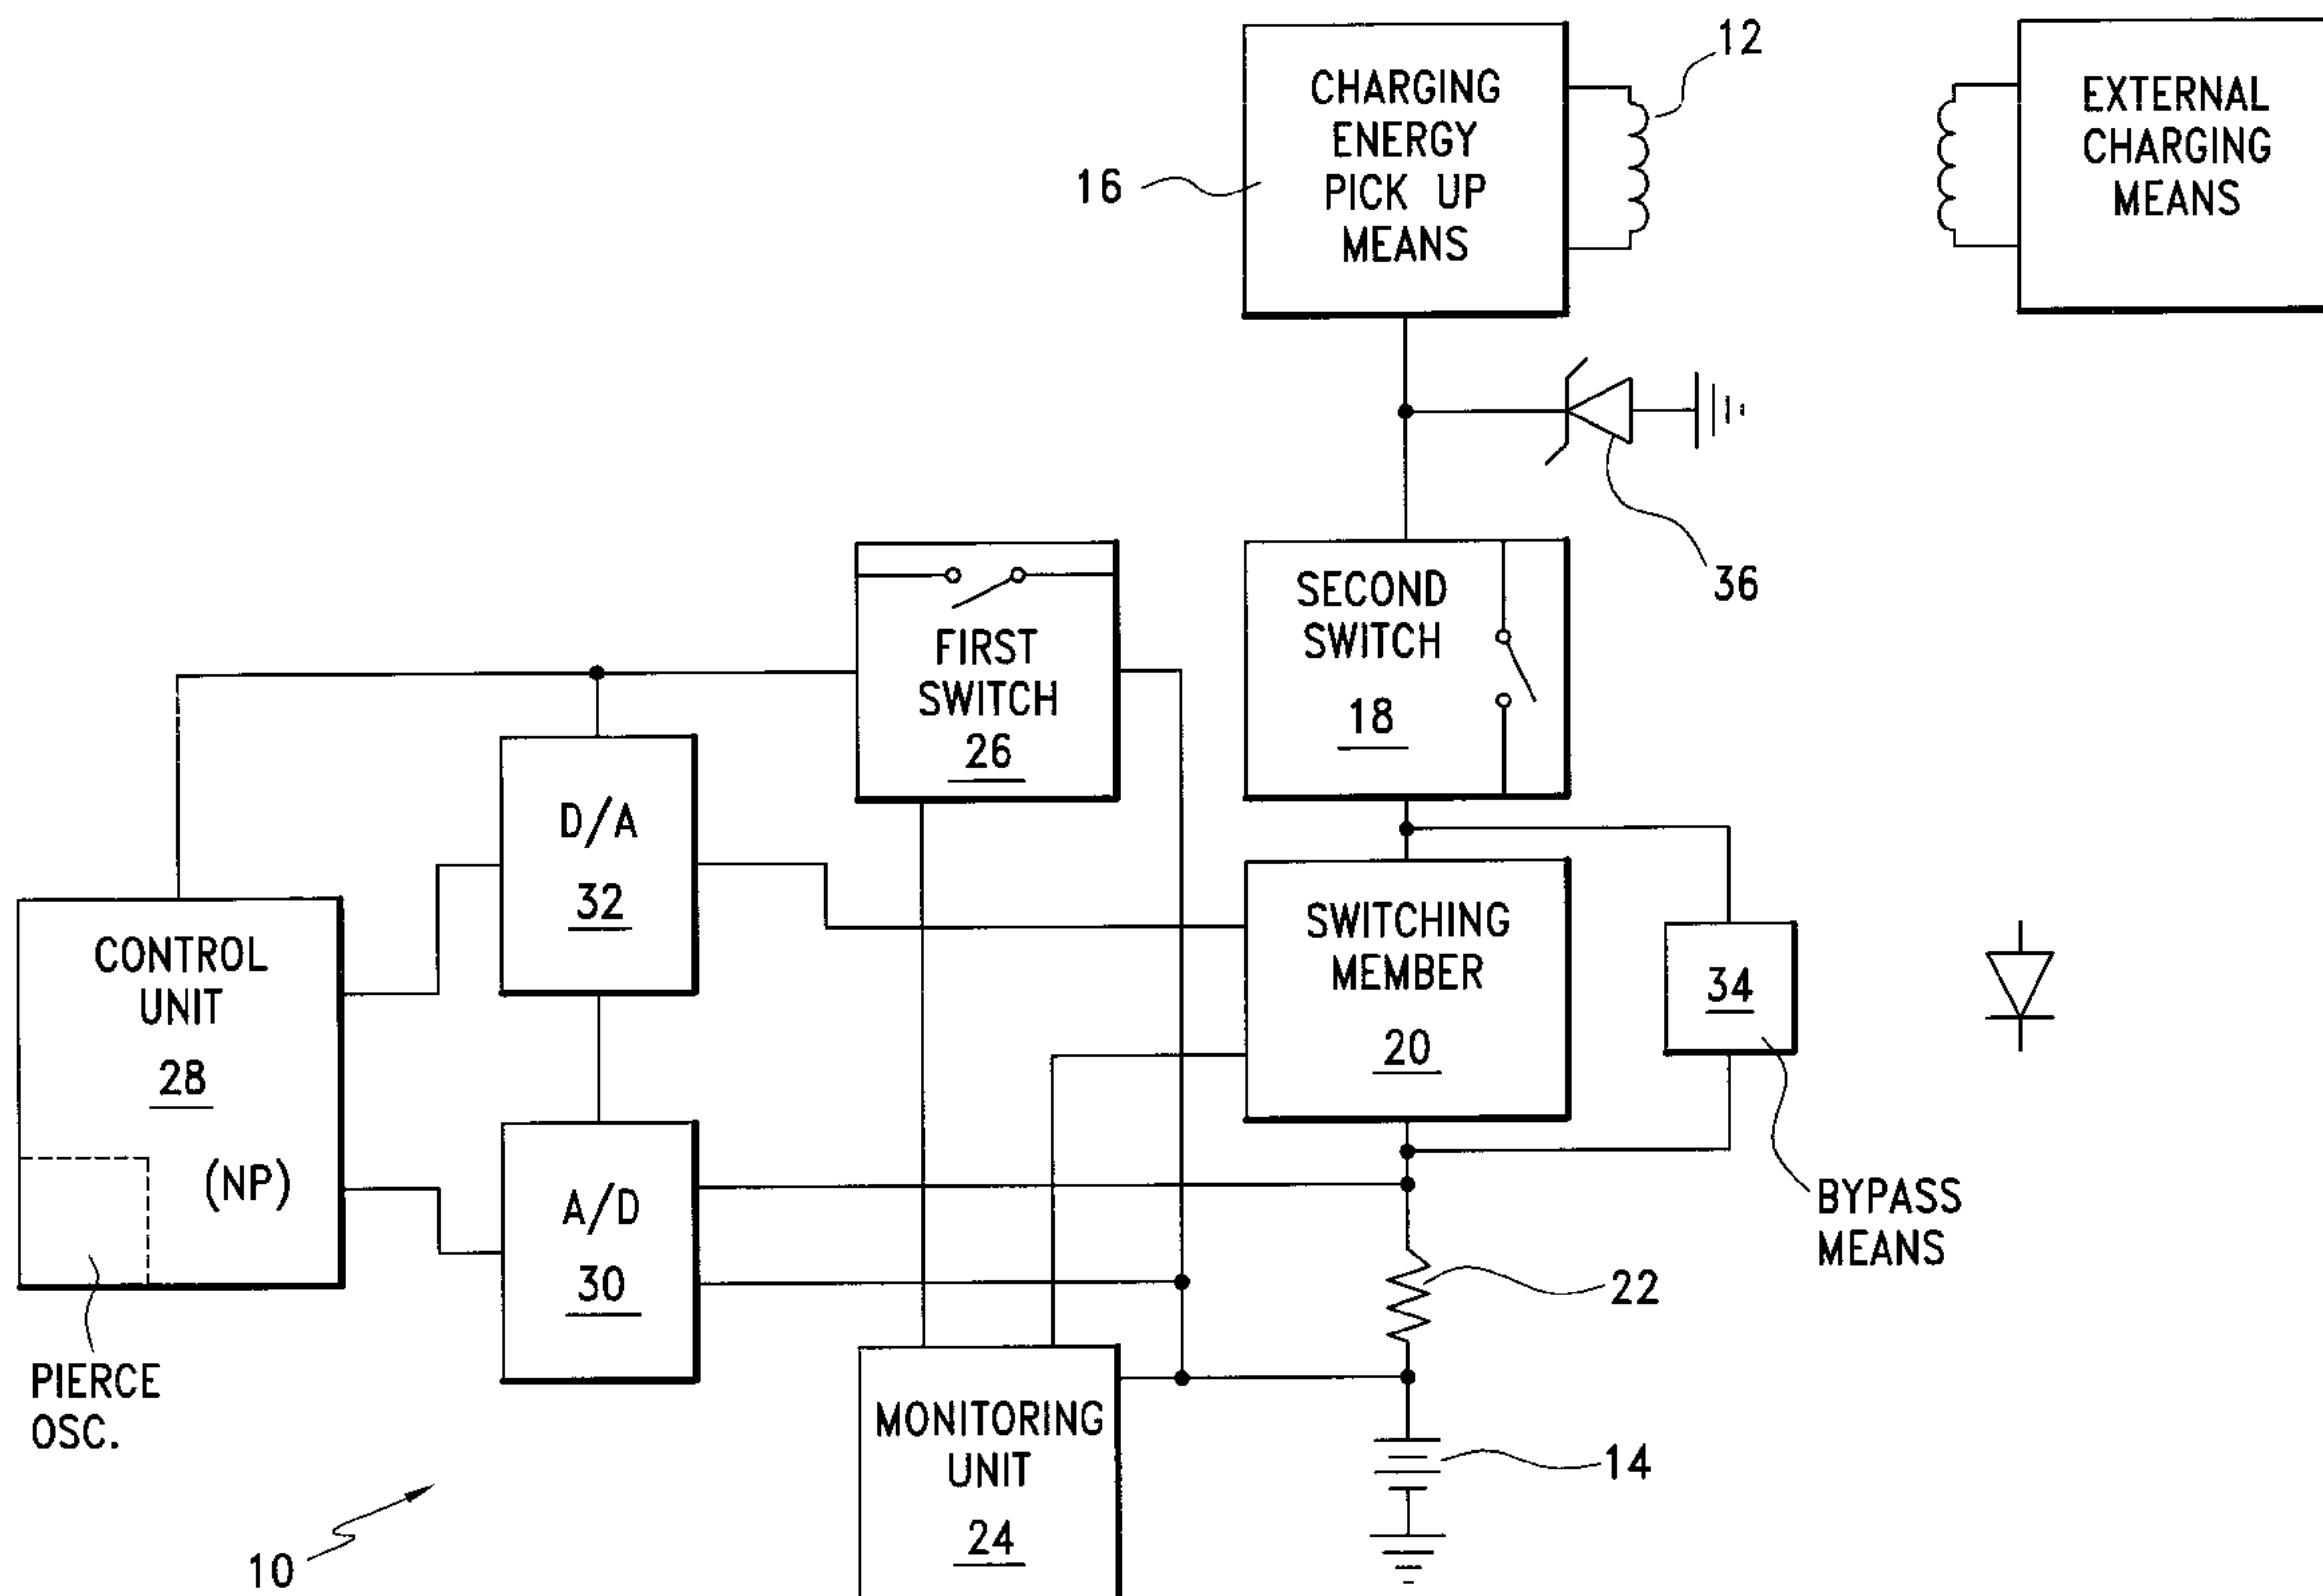 12
CHARGING
ENERGY
PICK UP
MEANS
16
EXTERNAL
CHARGING
MEANS
36
FIRST
SWITCH
26
SECOND
SWITCH
18
D/A
32
CONTROL
UNIT
28
(NP)
SWITCHING
MEMBER
20
34
BYPASS
MEANS
A/D
30
22
PIERCE
OSC.
MONITORING
UNIT
24
14
10